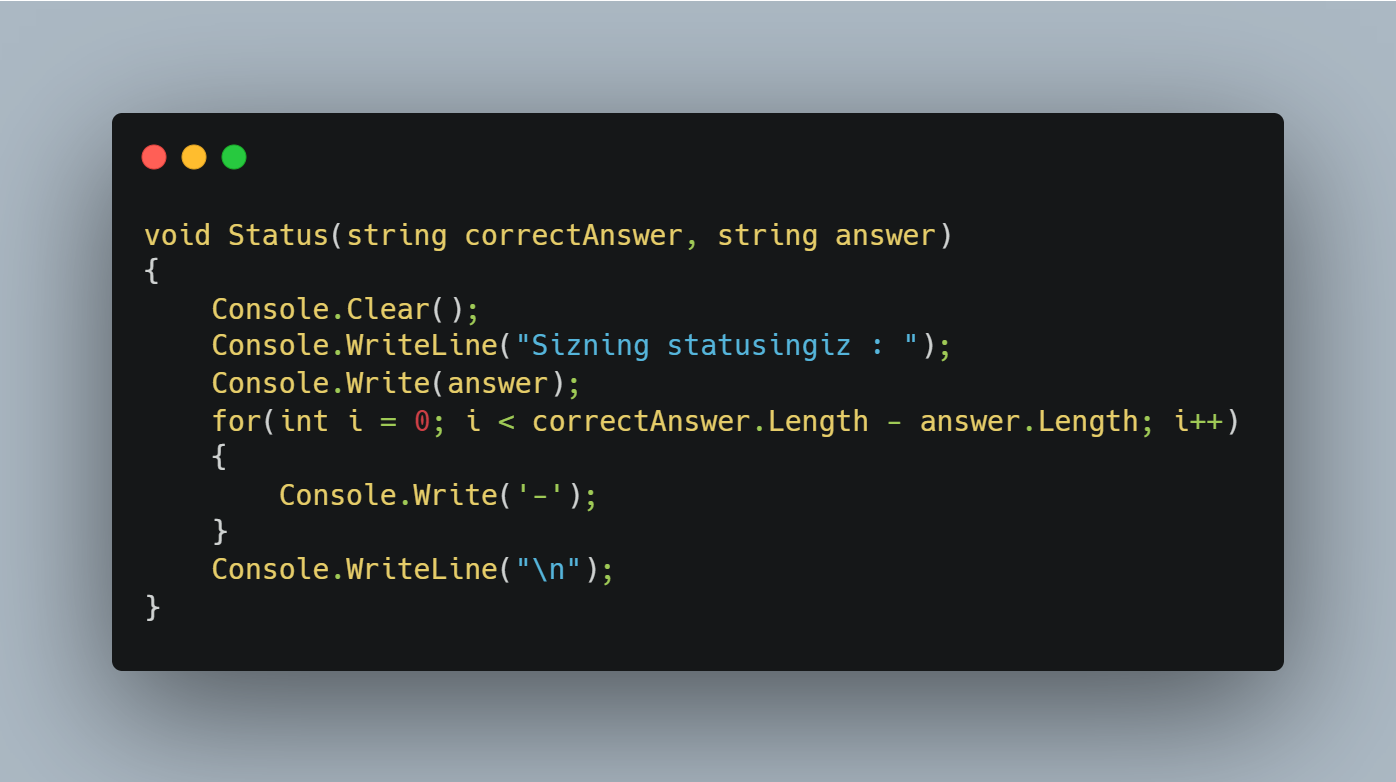 void Status(string correctAnswer, string answer)
{
    Console.Clear();
    Console.WriteLine("Sizning statusingiz : ");
    Console.Write(answer);
    for(int i = 0; i < correctAnswer.Length - answer.Length; i++)
    {
        Console.Write('-');
    }
    Console.WriteLine("\n");
}